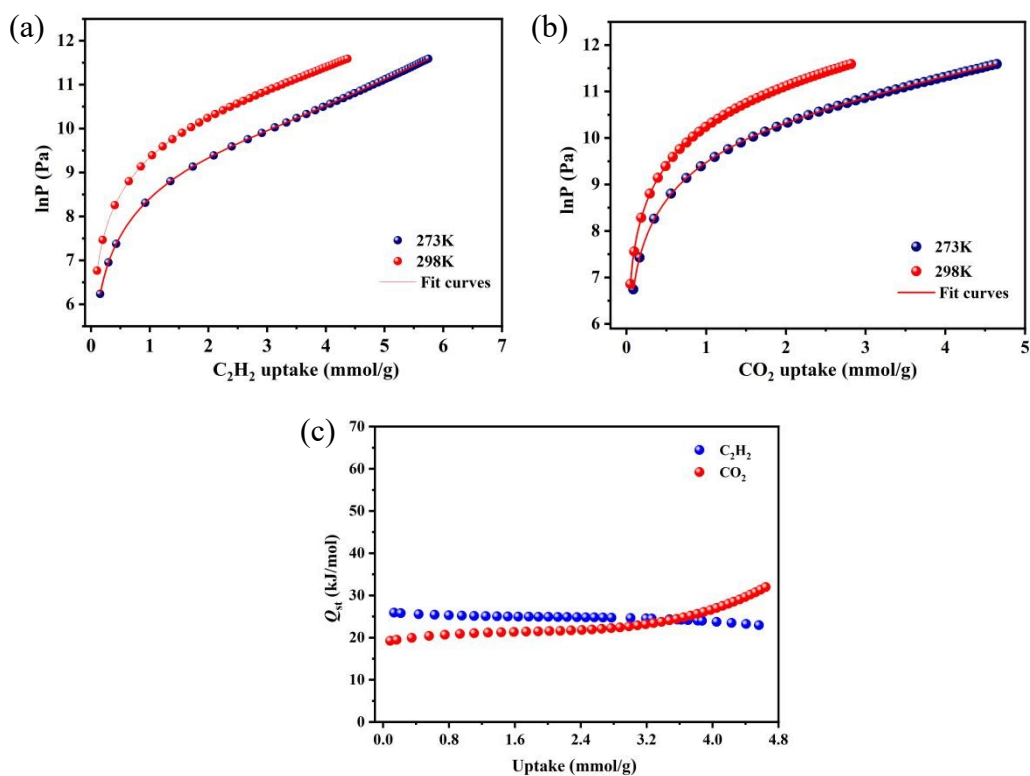 (a)
12
11
10
9
8
7
6
lnP (Pa)
273K
298K
Fit curves
0 1 2 3 4 5 6 7
C₂H₂ uptake (mmol/g)
(b)
12
11
10
9
8
7
6
lnP (Pa)
273K
298K
Fit curves
0 1 2 3 4 5
CO₂ uptake (mmol/g)
(c)
70
60
50
40
30
20
10
0
Qst (kJ/mol)
C₂H₂
CO₂
0.0 0.8 1.6 2.4 3.2 4.0 4.8
Uptake (mmol/g)